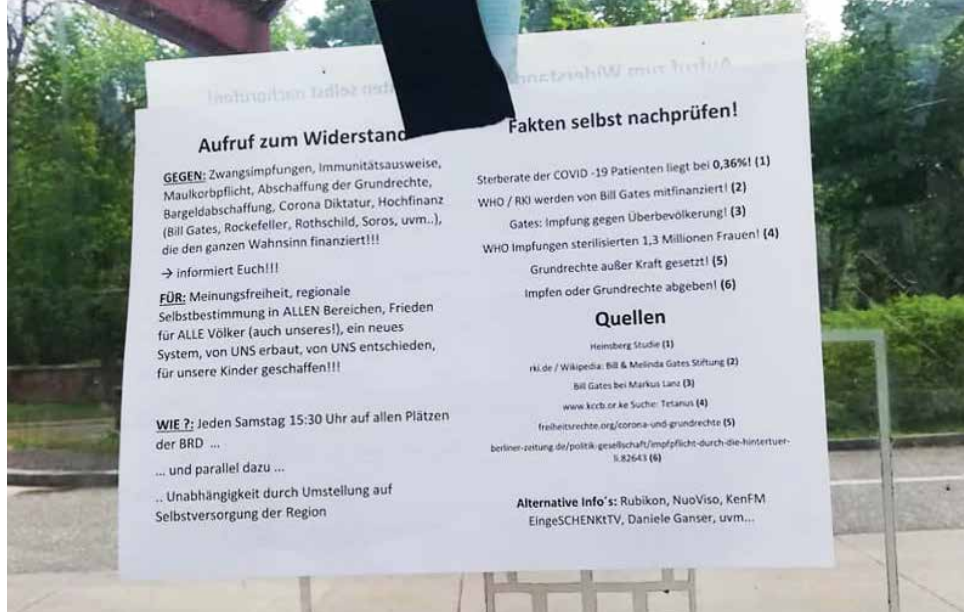 Aufruf zum Widerstand
GEGEN: Zwangsimpfungen, Immunitätsausweise,
Maulkorbpflicht, Abschaffung der Grundrechte,
Bargeldabschaffung, Corona Diktatur, Hochfinanz
(Bill Gates, Rockefeller, Rothschild, Soros, uvm..),
die den ganzen Wahnsinn finanziert!!!
→ informiert Euch!!!
FÜR: Meinungsfreiheit, regionale
Selbstbestimmung in ALLEN Bereichen, Frieden
für ALLE Völker (auch unseres!), ein neues
System, von UNS erbaut, von UNS entschieden,
für unsere Kinder geschaffen!!!
WIE ?: Jeden Samstag 15:30 Uhr auf allen Plätzen
der BRD ...
... und parallel dazu ...
.. Unabhängigkeit durch Umstellung auf
Selbstversorgung der Region
Fakten selbst nachprüfen!
Sterberate der COVID -19 Patienten liegt bei 0,36%! (1)
WHO / RKI werden von Bill Gates mitfinanziert! (2)
Gates: Impfung gegen Überbevölkerung! (3)
WHO Impfungen sterilisierten 1,3 Millionen Frauen! (4)
Grundrechte außer Kraft gesetzt! (5)
Impfen oder Grundrechte abgeben! (6)
Quellen
Heinsberg Studie (1)
rki.de / Wikipedia: Bill & Melinda Gates Stiftung (2)
Bill Gates bei Markus Lanz (3)
www.kccb.or.ke Suche: Tetanus (4)
freiheitsrechte.org/corona-und-grundrechte (5)
berliner-zeitung.de/politik-gesellschaft/impfpflicht-durch-die-hintertuer-
li.82643 (6)
Alternative Info´s: Rubikon, NuoViso, KenFM
EingeSCHENKtTV, Daniele Ganser, uvm...